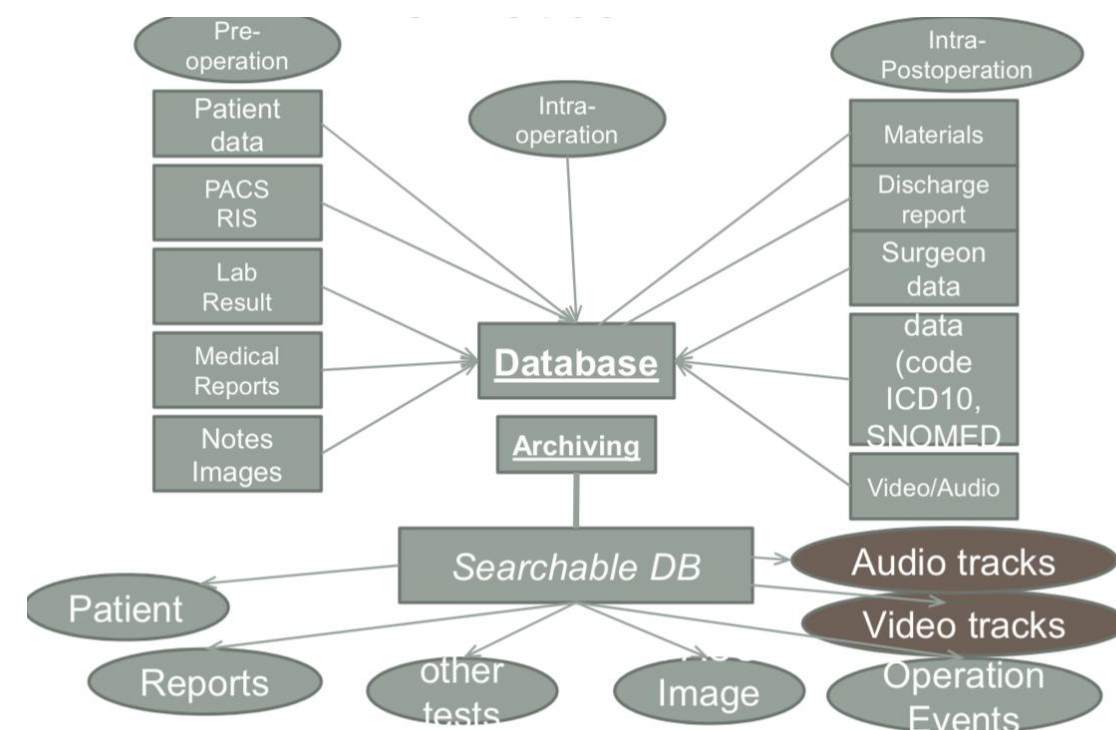 Pre-
operation
Patient
data
PACS
RIS
Lab
Result
Medical
Reports
Notes
Images
Intra-
operation
Intra-
Postoperation
Materials
Discharge
report
Surgeon
data
data
(code
ICD10,
SNOMED
Video/Audio
Database
Archiving
Searchable DB
Patient
Reports
other
tests
Image
Audio tracks
Video tracks
Operation
Events